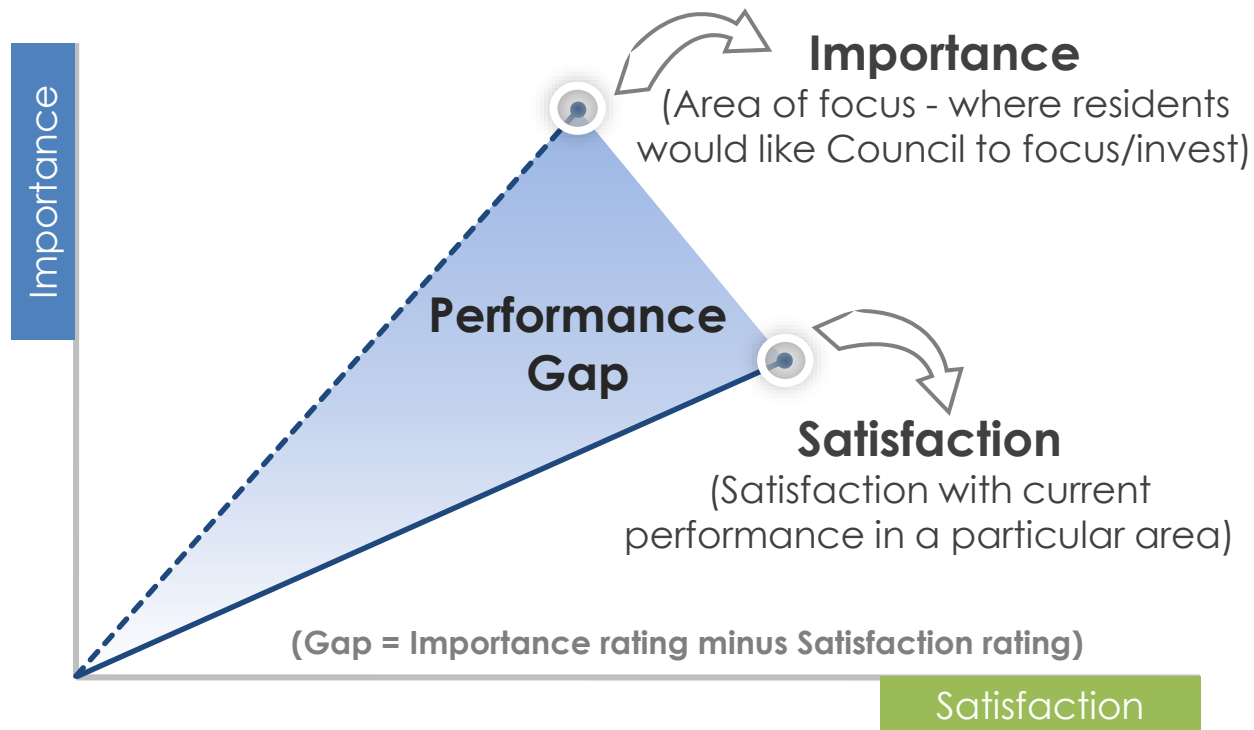 Importance
Importance
(Area of focus - where residents
would like Council to focus/invest)
Performance
Gap
Satisfaction
(Satisfaction with current
performance in a particular area)
(Gap = Importance rating minus Satisfaction rating)
Satisfaction